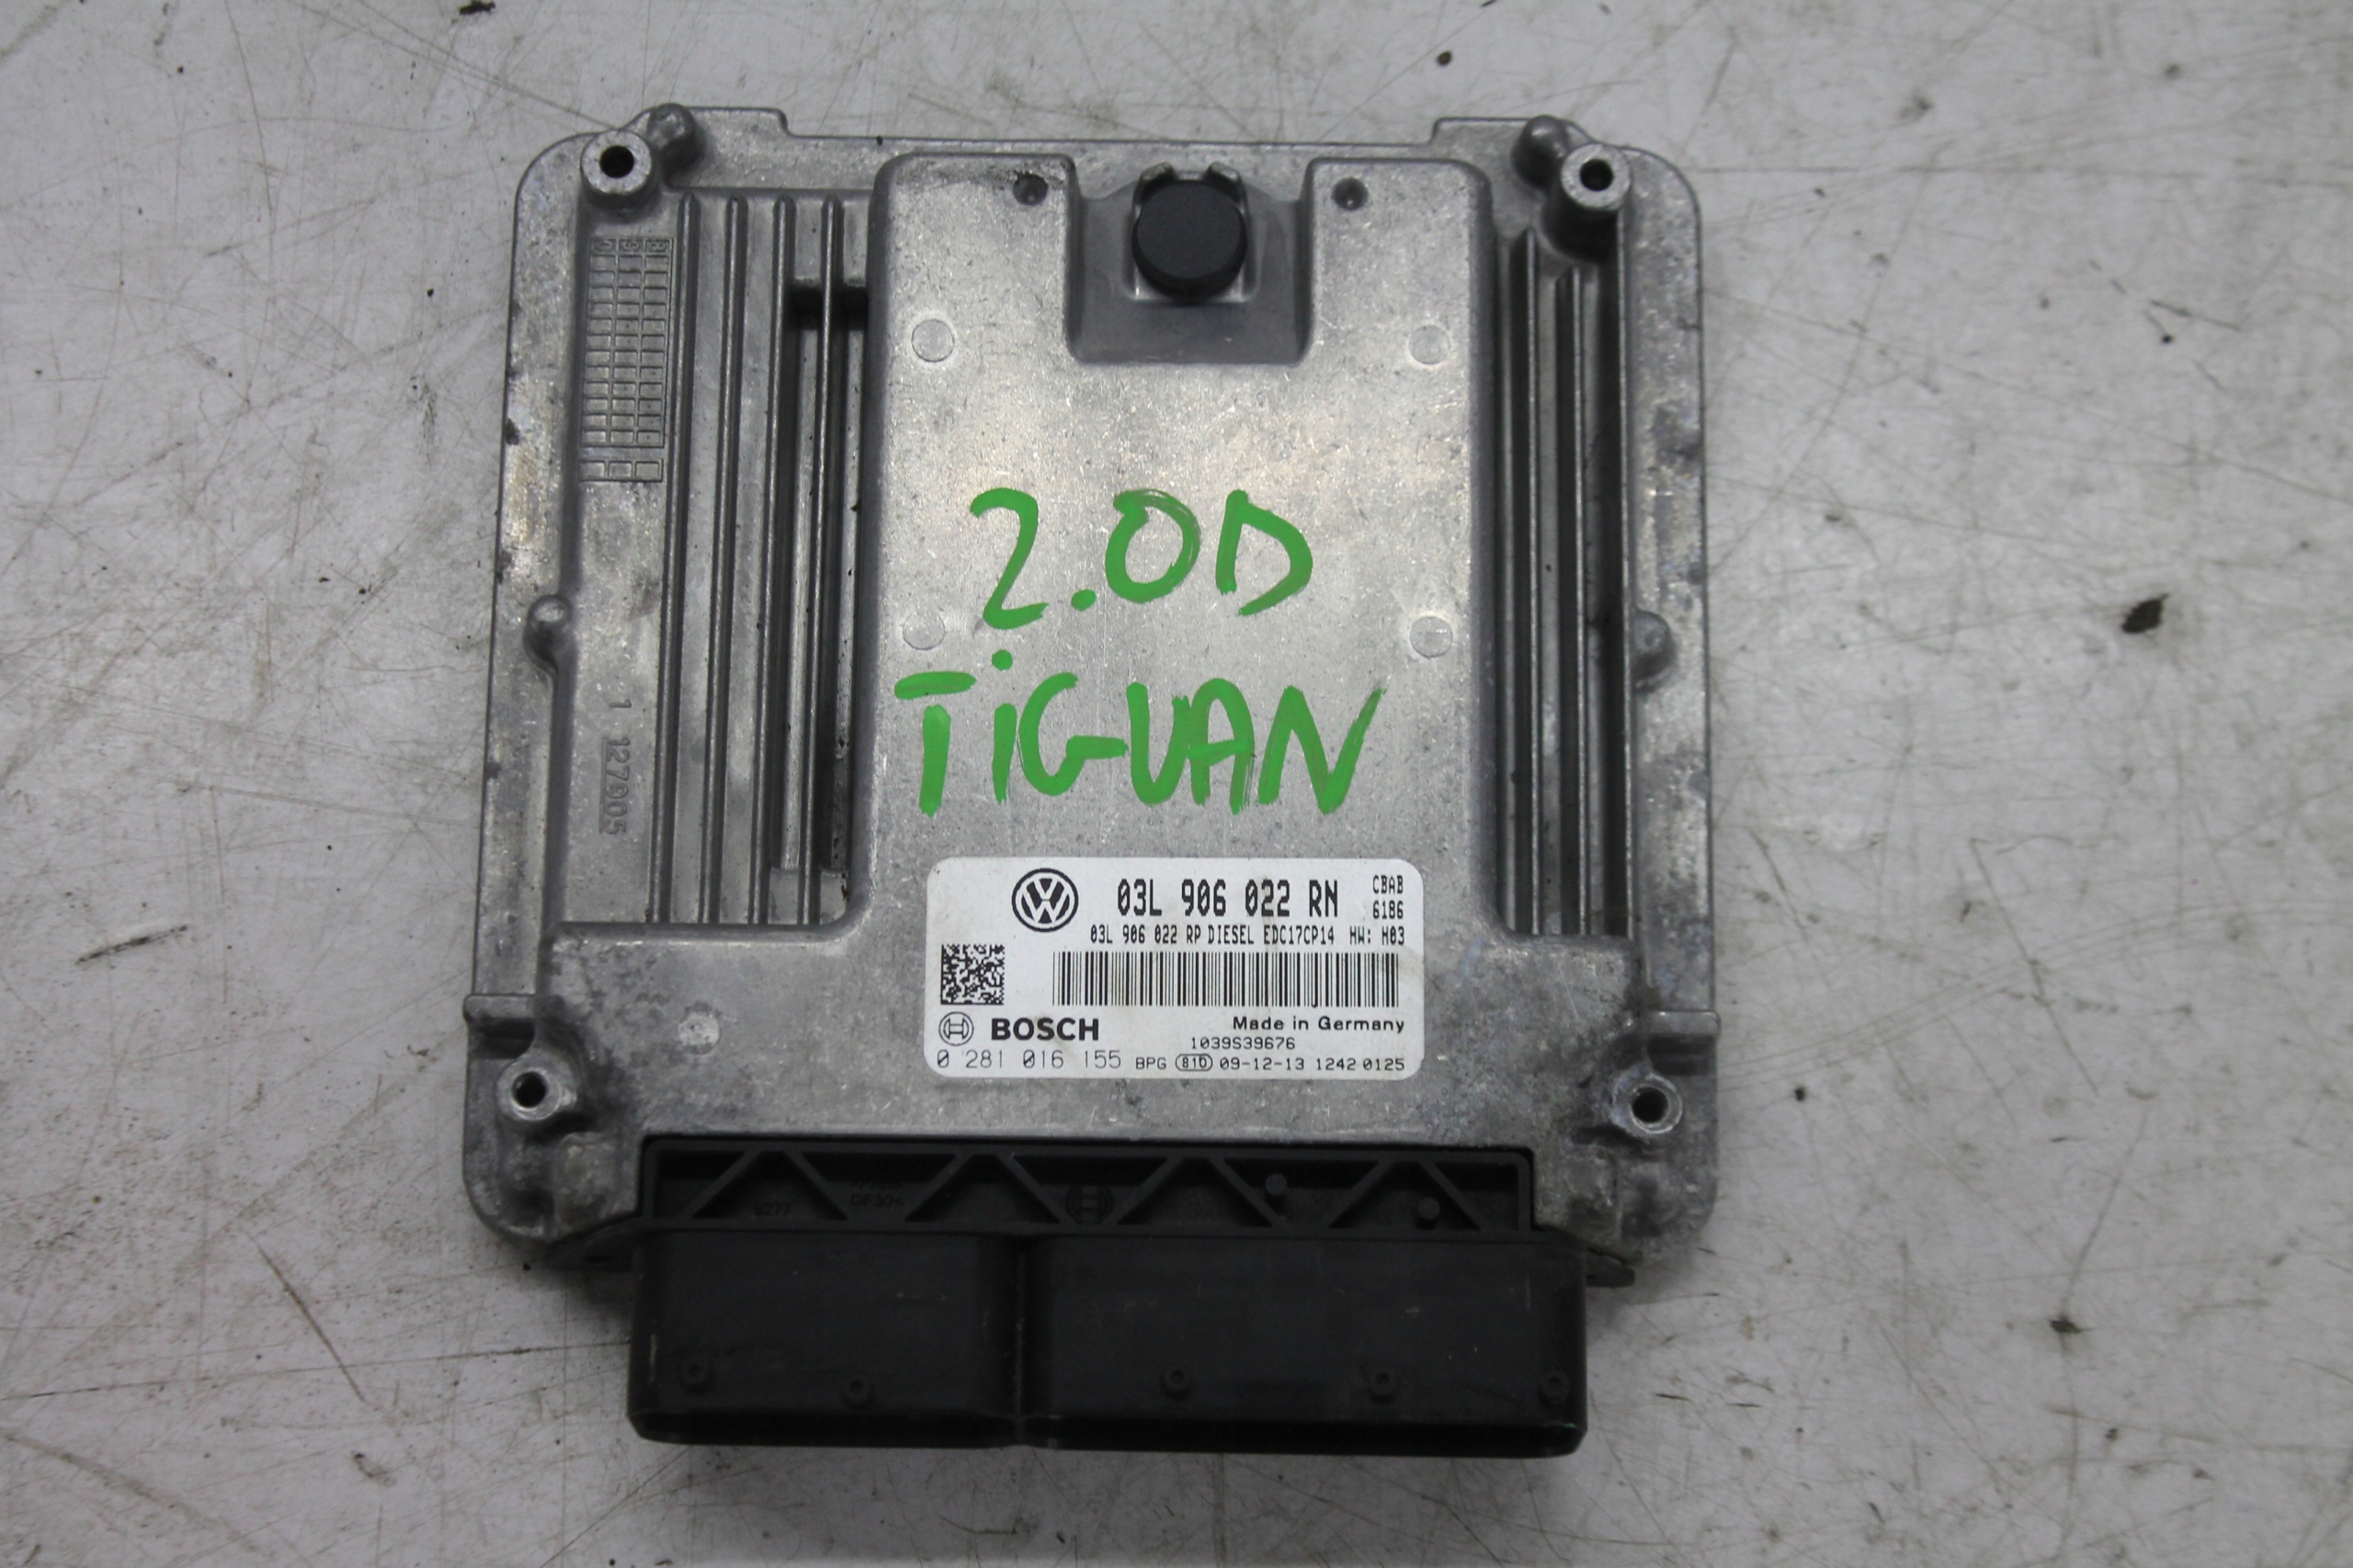 2.0D
TiGUAN
1 127905
03L 906 022 RN
CBAB
6186
03L 906 022 RP DIESEL EDC17CP14 HW: H03
BOSCH
Made in Germany
1039S39676
0 281 016 155 BPG 81D 09-12-13 1242 0125